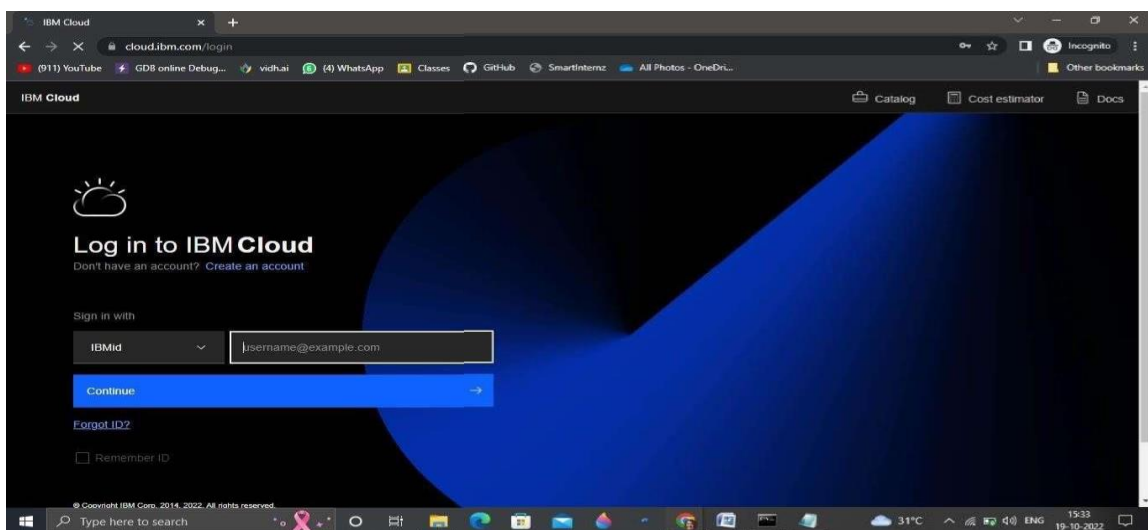 IBM Cloud
cloud.ibm.com/login
Incognito
(911) YouTube GDB online Debug... vidh.ai (4) WhatsApp Classes GitHub SmartInternz All Photos - OneDri... Other bookmarks
IBM Cloud Catalog Cost estimator Docs
Log in to IBM Cloud
Don't have an account? Create an account
Sign in with
IBMid username@example.com
Continue
Forgot ID?
Remember ID
© Copyright IBM Corp. 2014, 2022. All rights reserved.
Type here to search 31°C ENG 15:33
19-10-2022